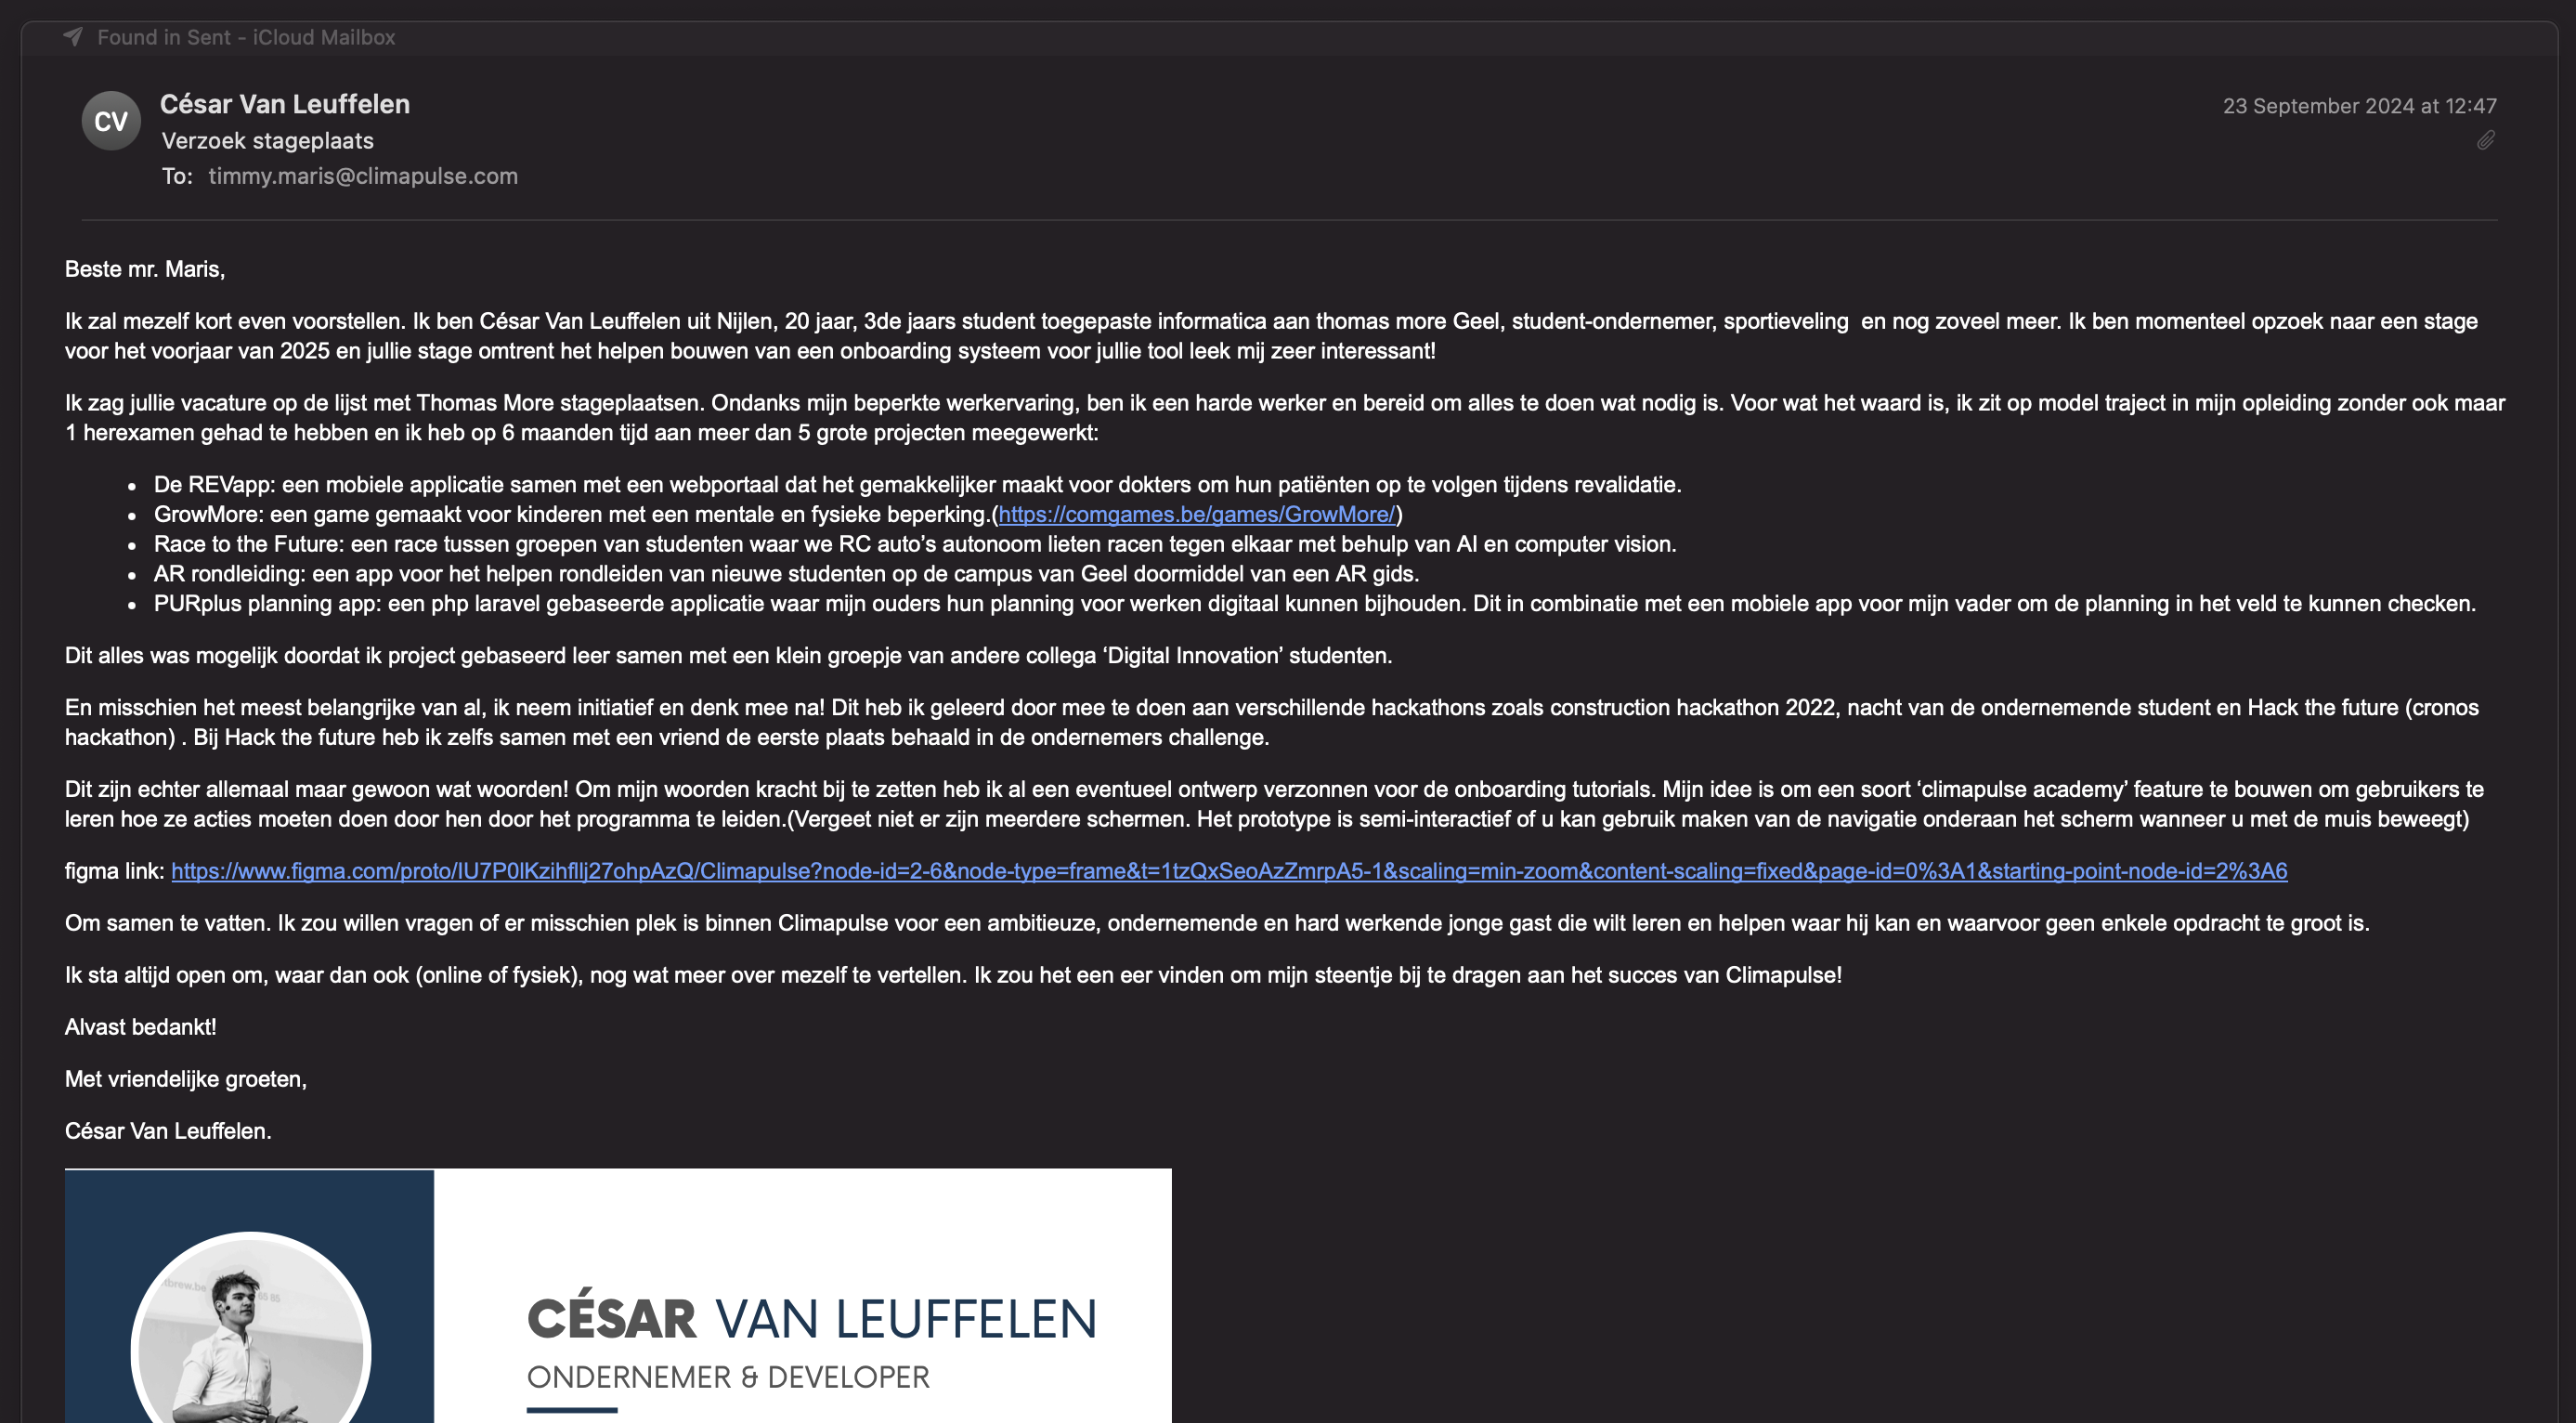 Found in Sent - iCloud Mailbox
CV
César Van Leuffelen
23 September 2024 at 12:47
Verzoek stageplaats
To: timmy.maris@climapulse.com
Beste mr. Maris,
Ik zal mezelf kort even voorstellen. Ik ben César Van Leuffelen uit Nijlen, 20 jaar, 3de jaars student toegepaste informatica aan thomas more Geel, student-ondernemer, sportieveling  en nog zoveel meer. Ik ben momenteel opzoek naar een stage
voor het voorjaar van 2025 en jullie stage omtrent het helpen bouwen van een onboarding systeem voor jullie tool leek mij zeer interessant!
Ik zag jullie vacature op de lijst met Thomas More stageplaatsen. Ondanks mijn beperkte werkervaring, ben ik een harde werker en bereid om alles te doen wat nodig is. Voor wat het waard is, ik zit op model traject in mijn opleiding zonder ook maar
1 herexamen gehad te hebben en ik heb op 6 maanden tijd aan meer dan 5 grote projecten meegewerkt:
• De REVapp: een mobiele applicatie samen met een webportaal dat het gemakkelijker maakt voor dokters om hun patiënten op te volgen tijdens revalidatie.
• GrowMore: een game gemaakt voor kinderen met een mentale en fysieke beperking.(https://comgames.be/games/GrowMore/)
• Race to the Future: een race tussen groepen van studenten waar we RC auto’s autonoom lieten racen tegen elkaar met behulp van AI en computer vision.
• AR rondleiding: een app voor het helpen rondleiden van nieuwe studenten op de campus van Geel doormiddel van een AR gids.
• PURplus planning app: een php laravel gebaseerde applicatie waar mijn ouders hun planning voor werken digitaal kunnen bijhouden. Dit in combinatie met een mobiele app voor mijn vader om de planning in het veld te kunnen checken.
Dit alles was mogelijk doordat ik project gebaseerd leer samen met een klein groepje van andere collega ‘Digital Innovation’ studenten.
En misschien het meest belangrijke van al, ik neem initiatief en denk mee na! Dit heb ik geleerd door mee te doen aan verschillende hackathons zoals construction hackathon 2022, nacht van de ondernemende student en Hack the future (cronos
hackathon) . Bij Hack the future heb ik zelfs samen met een vriend de eerste plaats behaald in de ondernemers challenge.
Dit zijn echter allemaal maar gewoon wat woorden! Om mijn woorden kracht bij te zetten heb ik al een eventueel ontwerp verzonnen voor de onboarding tutorials. Mijn idee is om een soort ‘climapulse academy’ feature te bouwen om gebruikers te
leren hoe ze acties moeten doen door hen door het programma te leiden.(Vergeet niet er zijn meerdere schermen. Het prototype is semi-interactief of u kan gebruik maken van de navigatie onderaan het scherm wanneer u met de muis beweegt)
figma link: https://www.figma.com/proto/IU7P0lKzihfllj27ohpAzQ/Climapulse?node-id=2-6&node-type=frame&t=1tzQxSeoAzZmrpA5-1&scaling=min-zoom&content-scaling=fixed&page-id=0%3A1&starting-point-node-id=2%3A6
Om samen te vatten. Ik zou willen vragen of er misschien plek is binnen Climapulse voor een ambitieuze, ondernemende en hard werkende jonge gast die wilt leren en helpen waar hij kan en waarvoor geen enkele opdracht te groot is.
Ik sta altijd open om, waar dan ook (online of fysiek), nog wat meer over mezelf te vertellen. Ik zou het een eer vinden om mijn steentje bij te dragen aan het succes van Climapulse!
Alvast bedankt!
Met vriendelijke groeten,
César Van Leuffelen.
CÉSAR VAN LEUFFELEN
ONDERNEMER & DEVELOPER